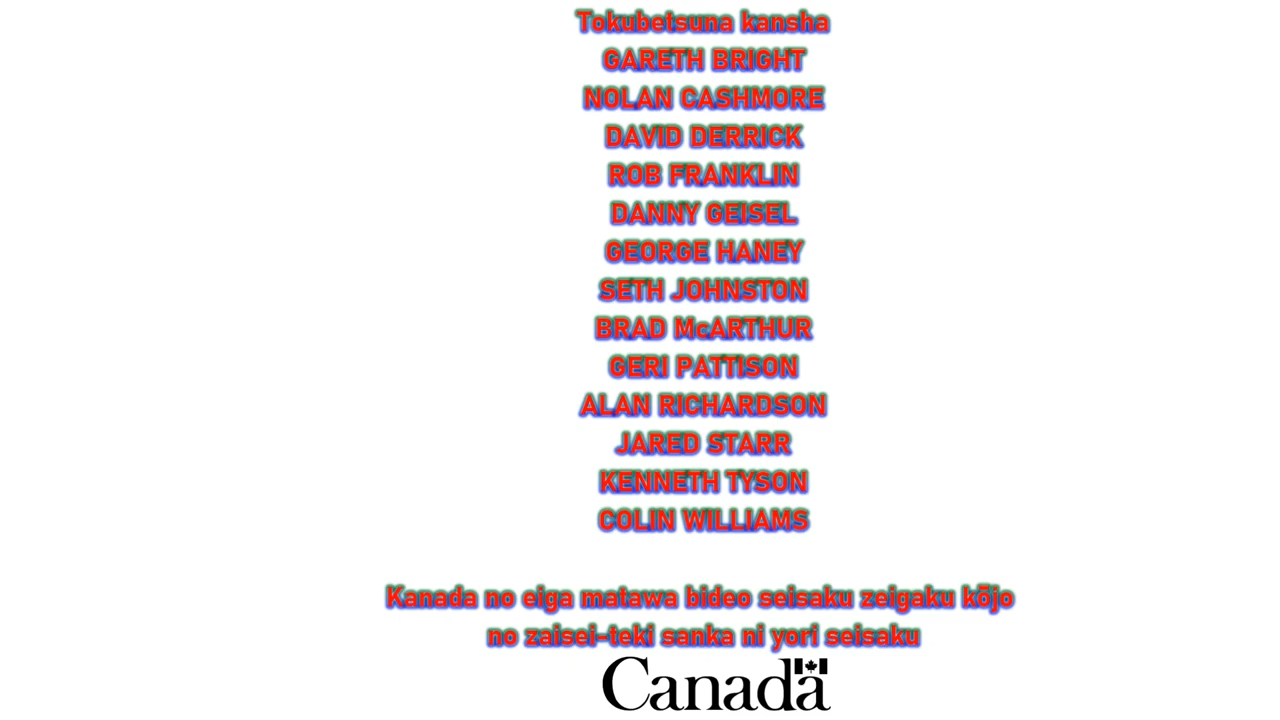 Tokubetsuna kansha
GARETH BRIGHT
NOLAN CASHMORE
DAVID DERRICK
ROB FRANKLIN
DANNY GEISEL
GEORGE HANEY
SETH JOHNSTON
BRAD McARTHUR
GERI PATTISON
ALAN RICHARDSON
JARED STARR
KENNETH TYSON
COLIN WILLIAMS
Kanada no eiga matawa bideo seisaku zeigaku kōjo
no zaisei-teki sanka ni yori seisaku
Canada